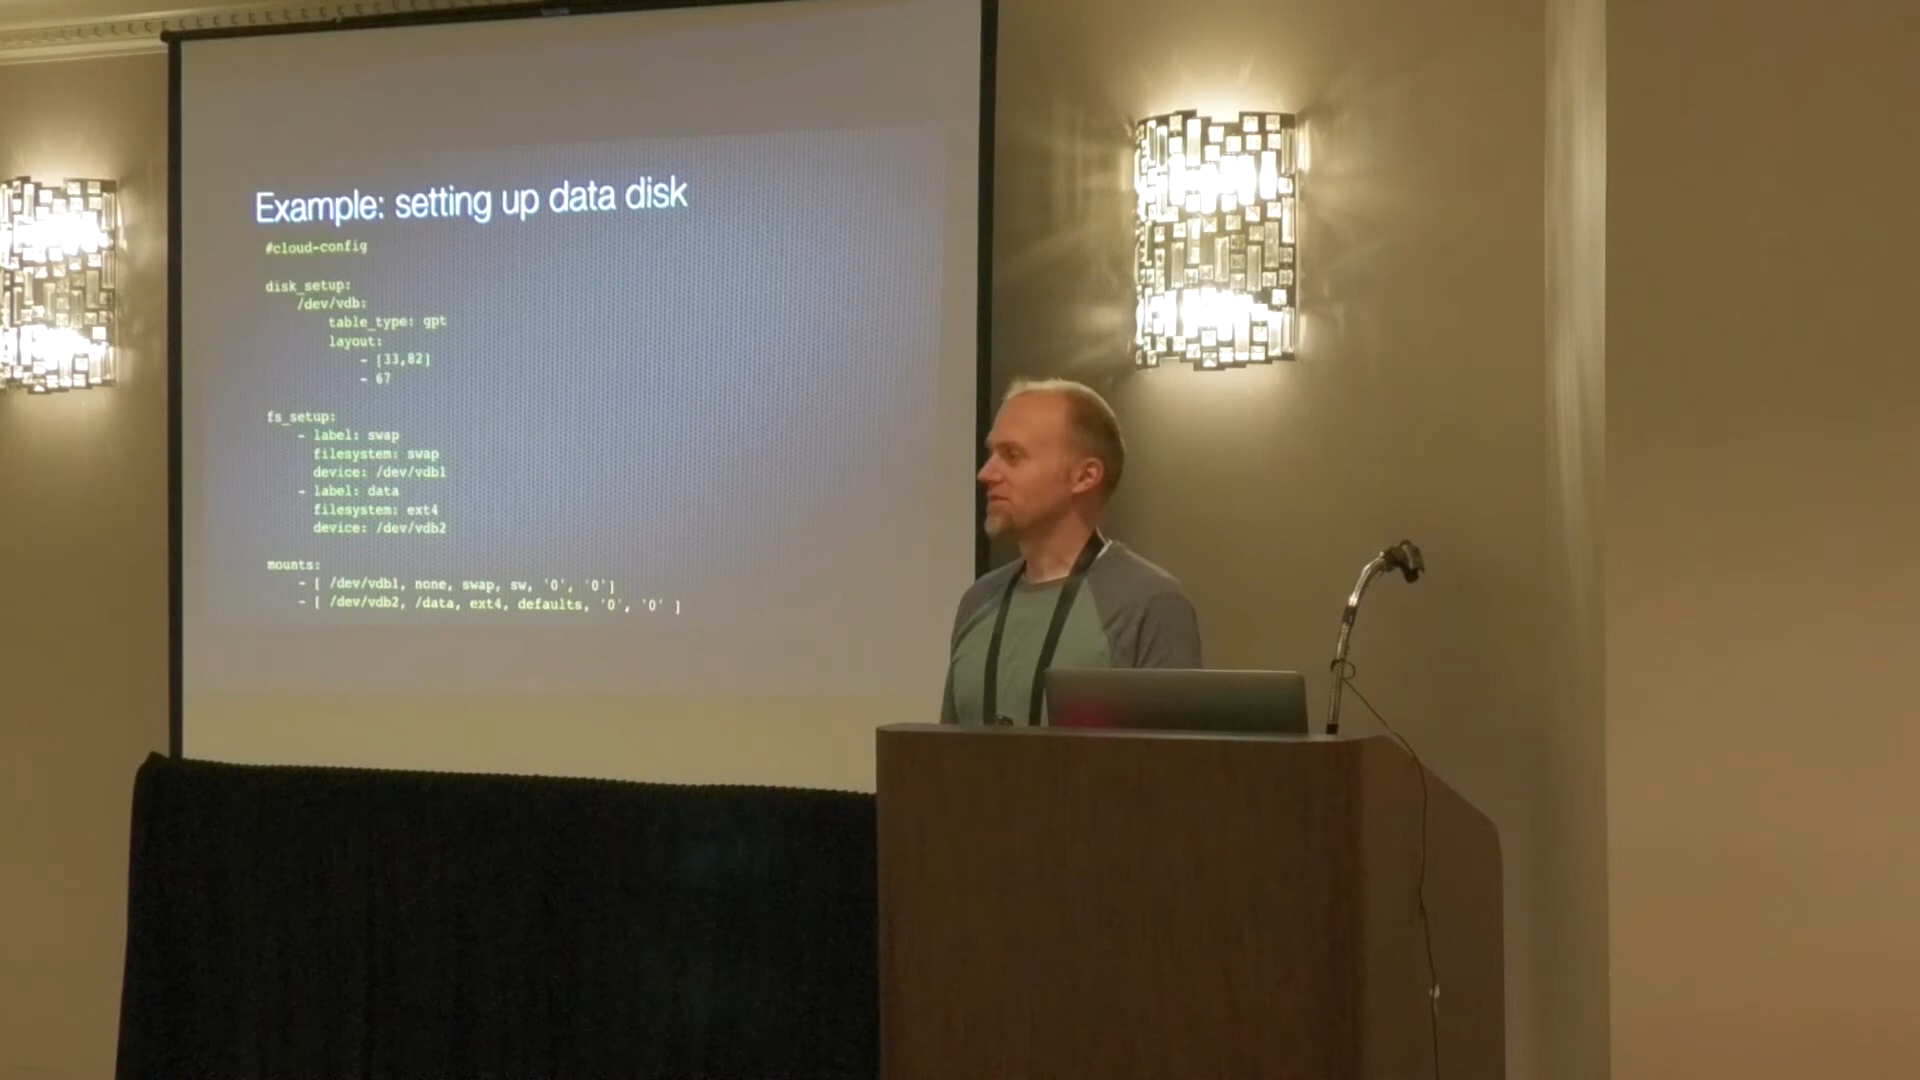 Example: setting up data disk
#cloud-config
disk_setup:
/dev/vdb:
table_type: gpt
layout:
- [33,82]
- 67
fs_setup:
- label: swap
filesystem: swap
device: /dev/vdb1
- label: data
filesystem: ext4
device: /dev/vdb2
mounts:
- [ /dev/vdb1, none, swap, sw, '0', '0']
- [ /dev/vdb2, /data, ext4, defaults, '0', '0' ]